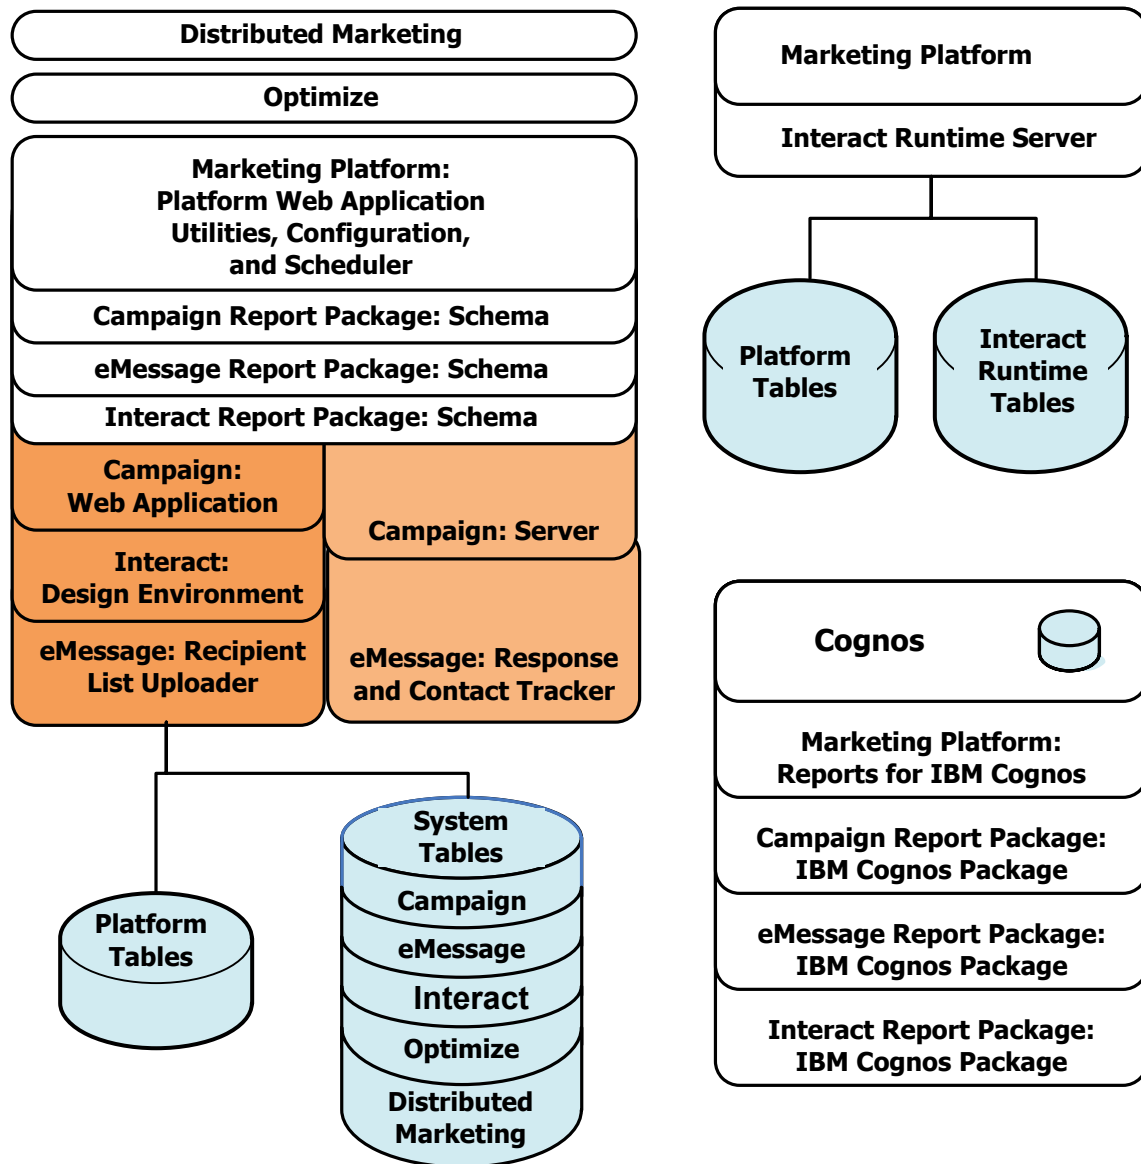 Distributed Marketing
Optimize
Marketing Platform:
Platform Web Application
Utilities, Configuration,
and Scheduler
Campaign Report Package: Schema
eMessage Report Package: Schema
Interact Report Package: Schema
Campaign:
Web Application
Campaign: Server
Interact:
Design Environment
eMessage: Recipient
List Uploader
eMessage: Response
and Contact Tracker
Platform
Tables
System
Tables
Campaign
eMessage
Interact
Optimize
Distributed
Marketing
Marketing Platform
Interact Runtime Server
Platform
Tables
Interact
Runtime
Tables
Cognos
Marketing Platform:
Reports for IBM Cognos
Campaign Report Package:
IBM Cognos Package
eMessage Report Package:
IBM Cognos Package
Interact Report Package:
IBM Cognos Package